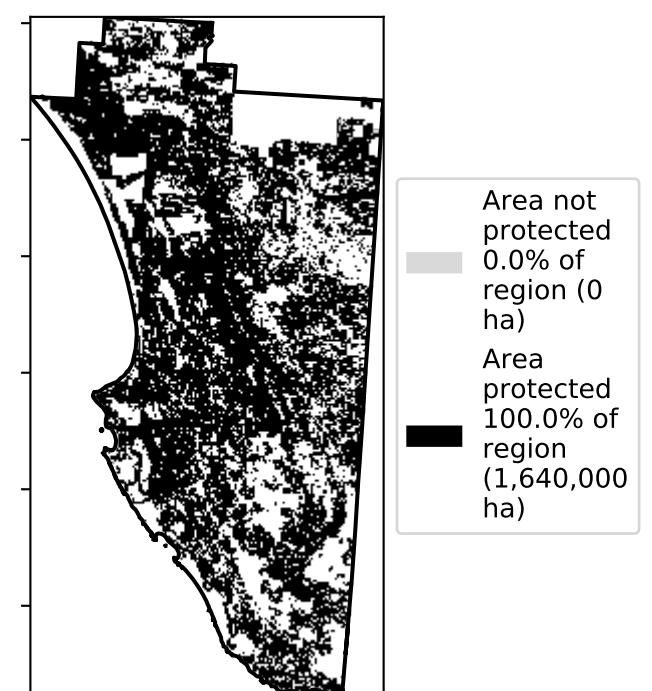 Area not
protected
0.0% of
region (0
ha)
Area
protected
100.0% of
region
(1,640,000
ha)